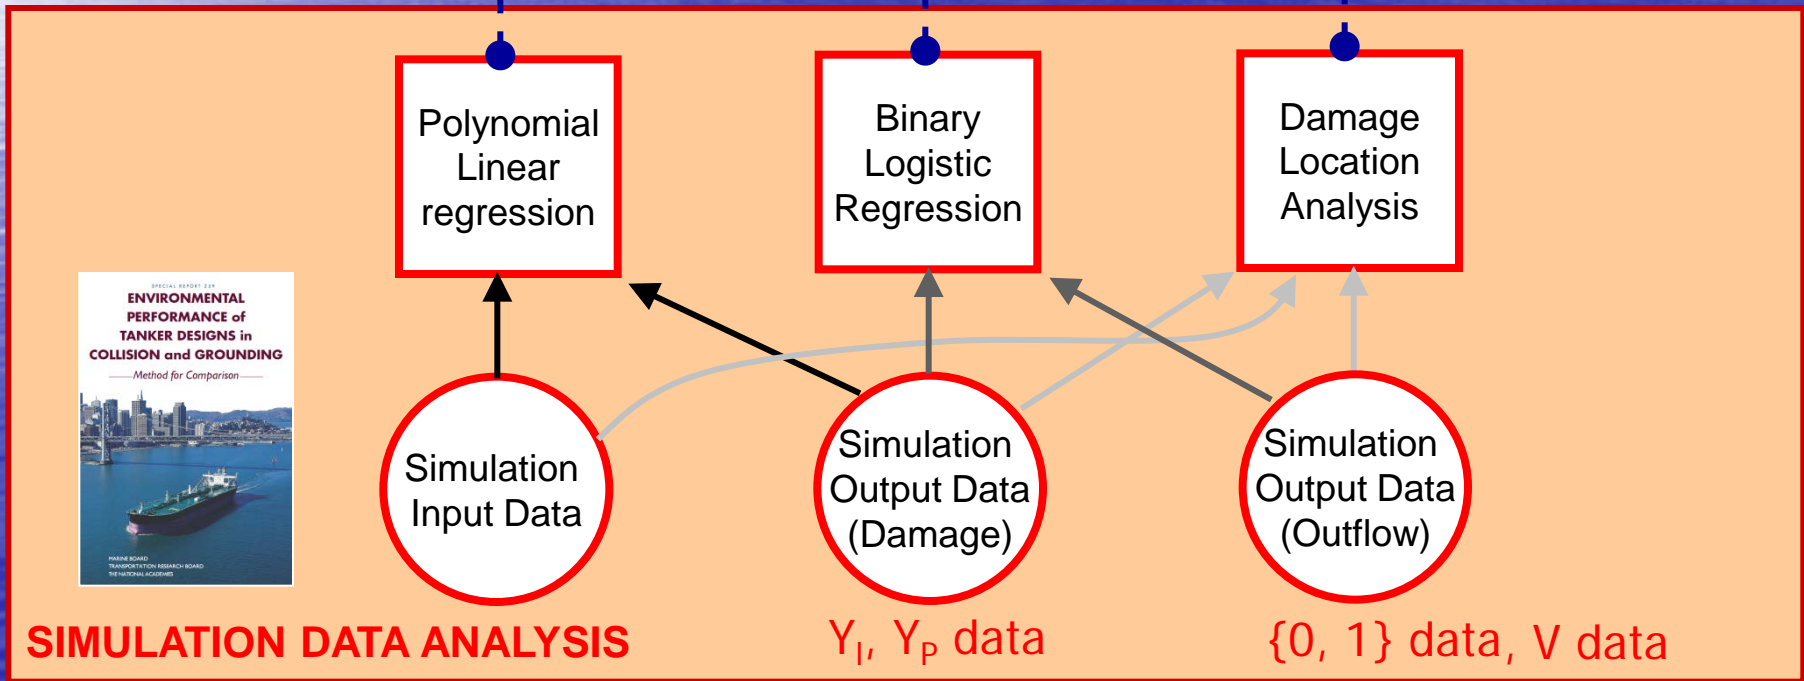 Polynomial
Linear
regression
Binary
Logistic
Regression
Damage
Location
Analysis
SPECIAL REPORT 259
ENVIRONMENTAL
PERFORMANCE of
TANKER DESIGNS in
COLLISION and GROUNDING
Method for Comparison
MARINE BOARD
TRANSPORTATION RESEARCH BOARD
THE NATIONAL ACADEMIES
Simulation
Input Data
Simulation
Output Data
(Damage)
Simulation
Output Data
(Outflow)
SIMULATION DATA ANALYSIS
Y_I, Y_P data
{0, 1} data, V data